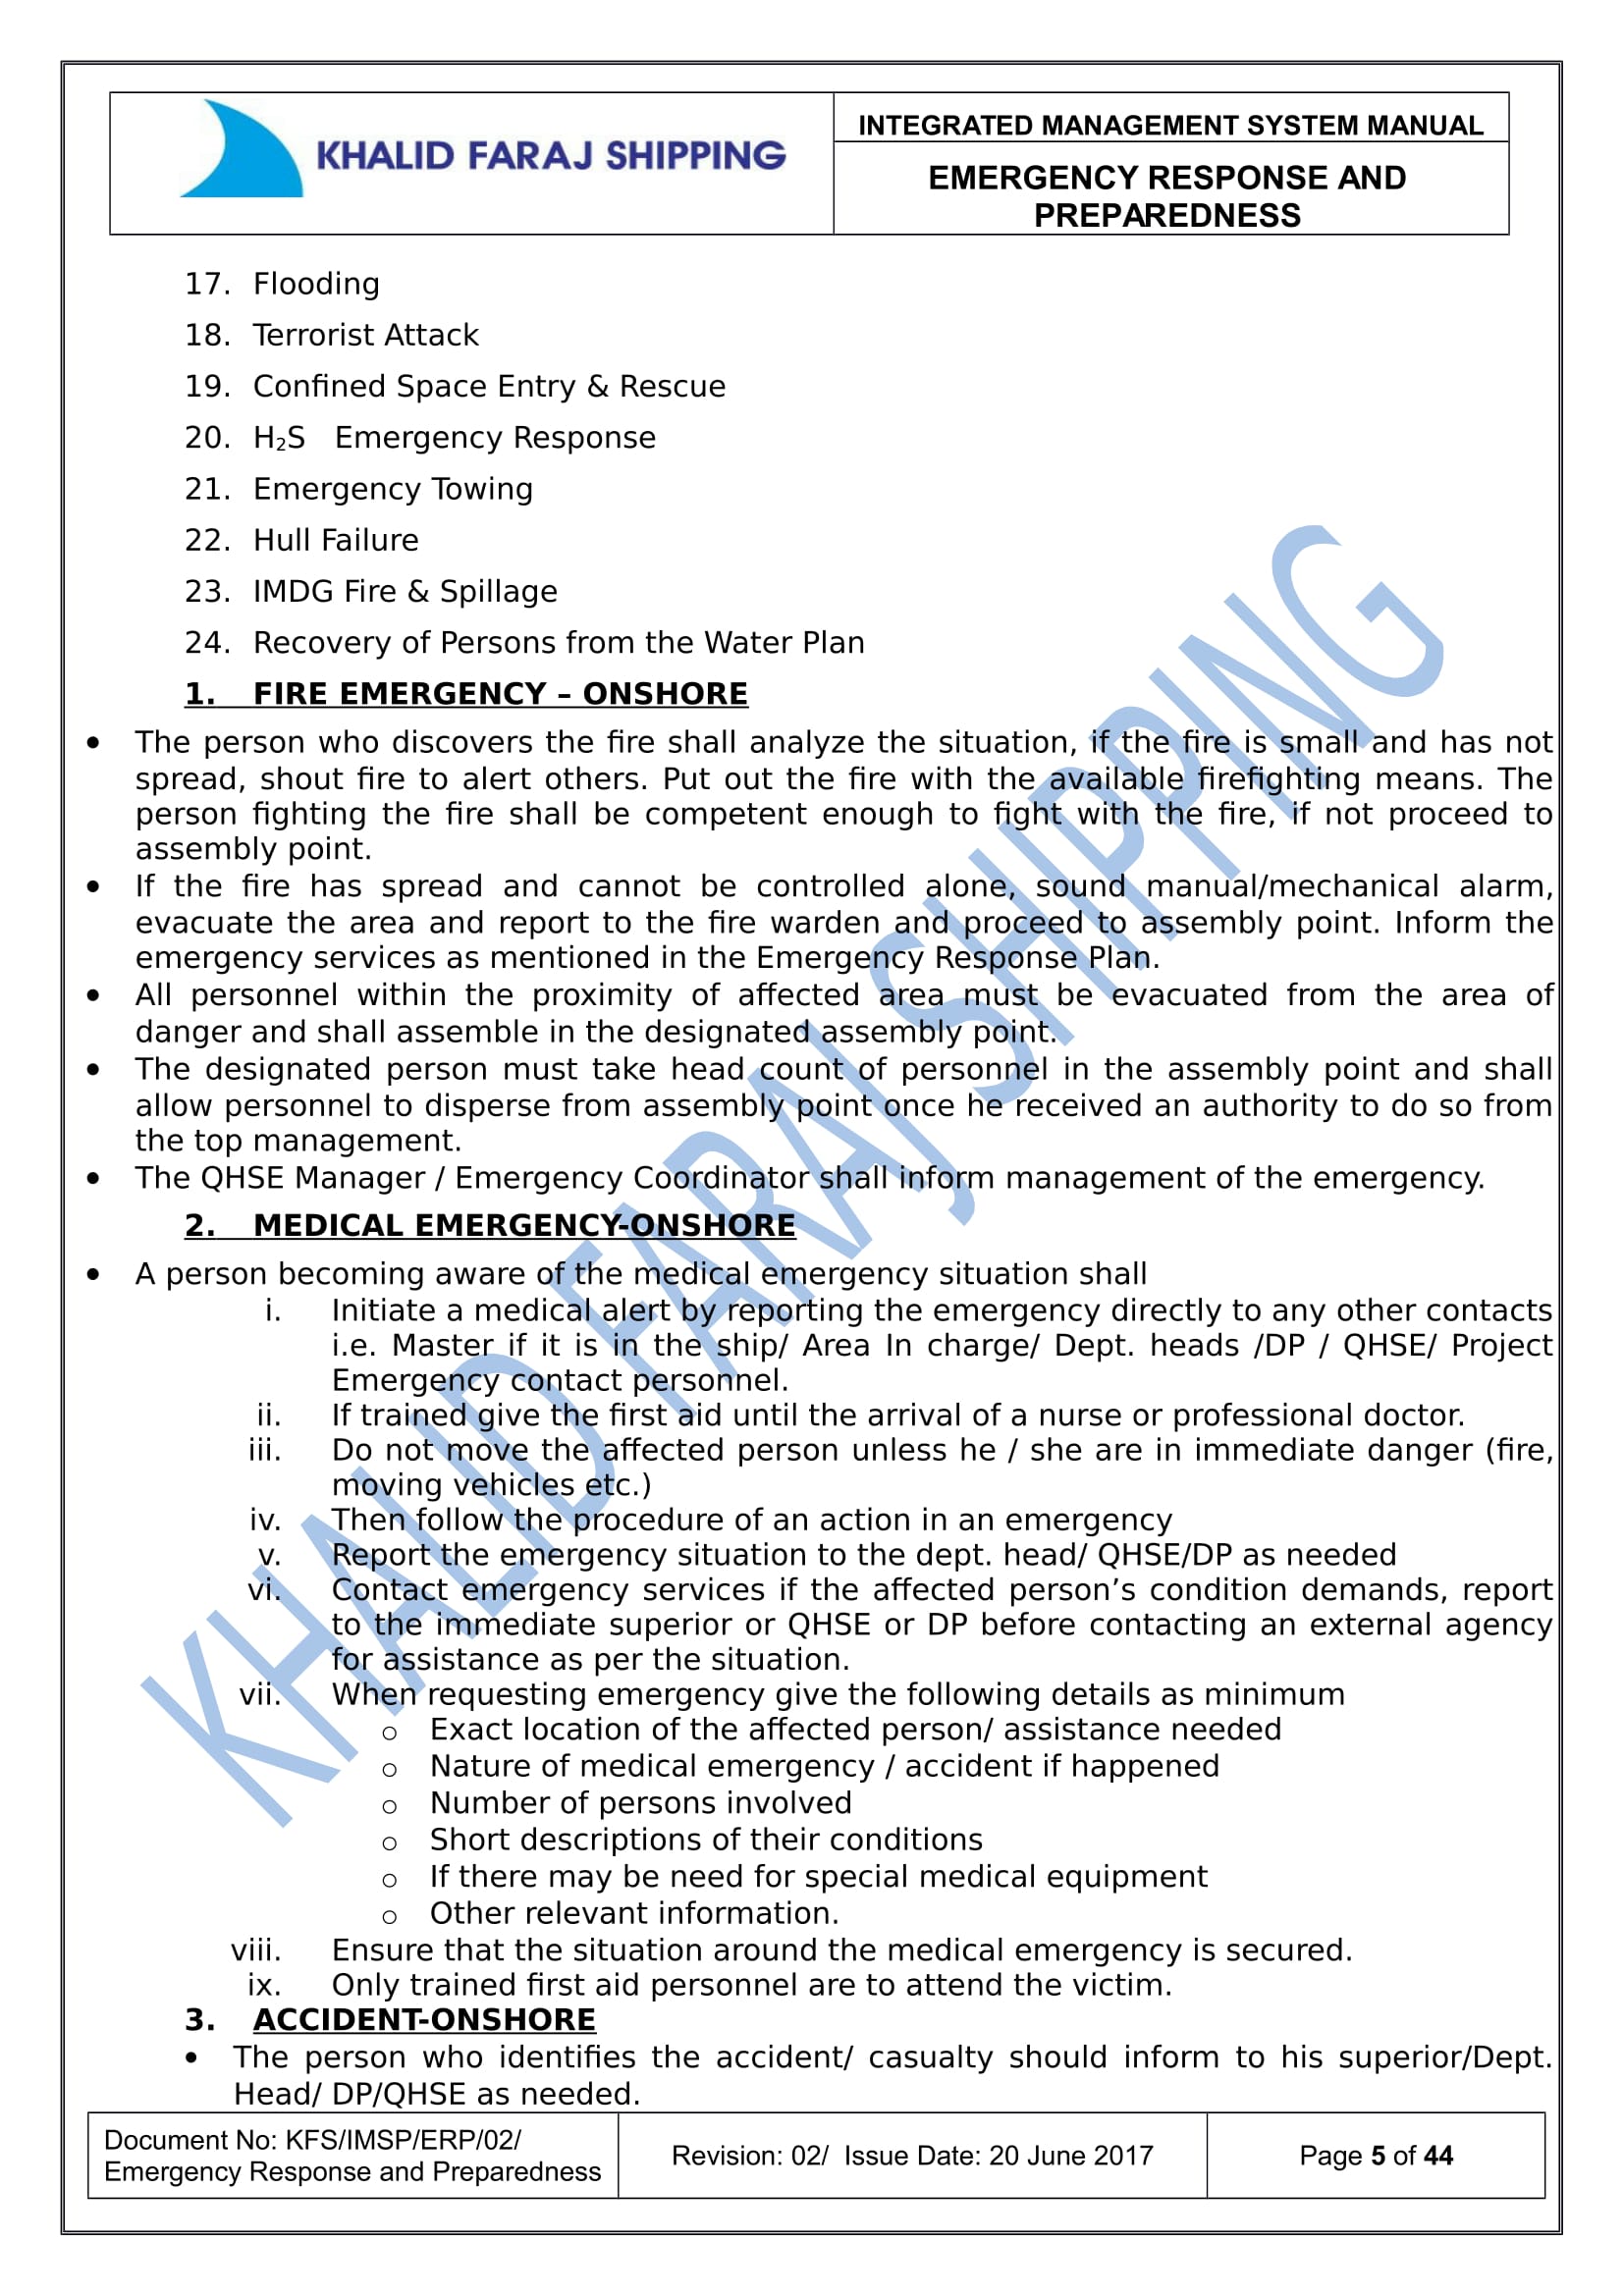 KHALID FARAJ SHIPPING
INTEGRATED MANAGEMENT SYSTEM MANUAL
EMERGENCY RESPONSE AND
PREPAREDNESS
17. Flooding
18. Terrorist Attack
19. Confined Space Entry & Rescue
20. H₂S Emergency Response
21. Emergency Towing
22. Hull Failure
23. IMDG Fire & Spillage
24. Recovery of Persons from the Water Plan
1. FIRE EMERGENCY – ONSHORE
• The person who discovers the fire shall analyze the situation, if the fire is small and has not
spread, shout fire to alert others. Put out the fire with the available firefighting means. The
person fighting the fire shall be competent enough to fight with the fire, if not proceed to
assembly point.
• If the fire has spread and cannot be controlled alone, sound manual/mechanical alarm,
evacuate the area and report to the fire warden and proceed to assembly point. Inform the
emergency services as mentioned in the Emergency Response Plan.
• All personnel within the proximity of affected area must be evacuated from the area of
danger and shall assemble in the designated assembly point.
• The designated person must take head count of personnel in the assembly point and shall
allow personnel to disperse from assembly point once he received an authority to do so from
the top management.
• The QHSE Manager / Emergency Coordinator shall inform management of the emergency.
2. MEDICAL EMERGENCY-ONSHORE
• A person becoming aware of the medical emergency situation shall
i. Initiate a medical alert by reporting the emergency directly to any other contacts
i.e. Master if it is in the ship/ Area In charge/ Dept. heads /DP / QHSE/ Project
Emergency contact personnel.
ii. If trained give the first aid until the arrival of a nurse or professional doctor.
iii. Do not move the affected person unless he / she are in immediate danger (fire,
moving vehicles etc.)
iv. Then follow the procedure of an action in an emergency
v. Report the emergency situation to the dept. head/ QHSE/DP as needed
vi. Contact emergency services if the affected person’s condition demands, report
to the immediate superior or QHSE or DP before contacting an external agency
for assistance as per the situation.
vii. When requesting emergency give the following details as minimum
o Exact location of the affected person/ assistance needed
o Nature of medical emergency / accident if happened
o Number of persons involved
o Short descriptions of their conditions
o If there may be need for special medical equipment
o Other relevant information.
viii. Ensure that the situation around the medical emergency is secured.
ix. Only trained first aid personnel are to attend the victim.
3. ACCIDENT-ONSHORE
• The person who identifies the accident/ casualty should inform to his superior/Dept.
Head/ DP/QHSE as needed.
KHALID FARAJ SHIPPING
Document No: KFS/IMSP/ERP/02/
Emergency Response and Preparedness
Revision: 02/ Issue Date: 20 June 2017
Page 5 of 44